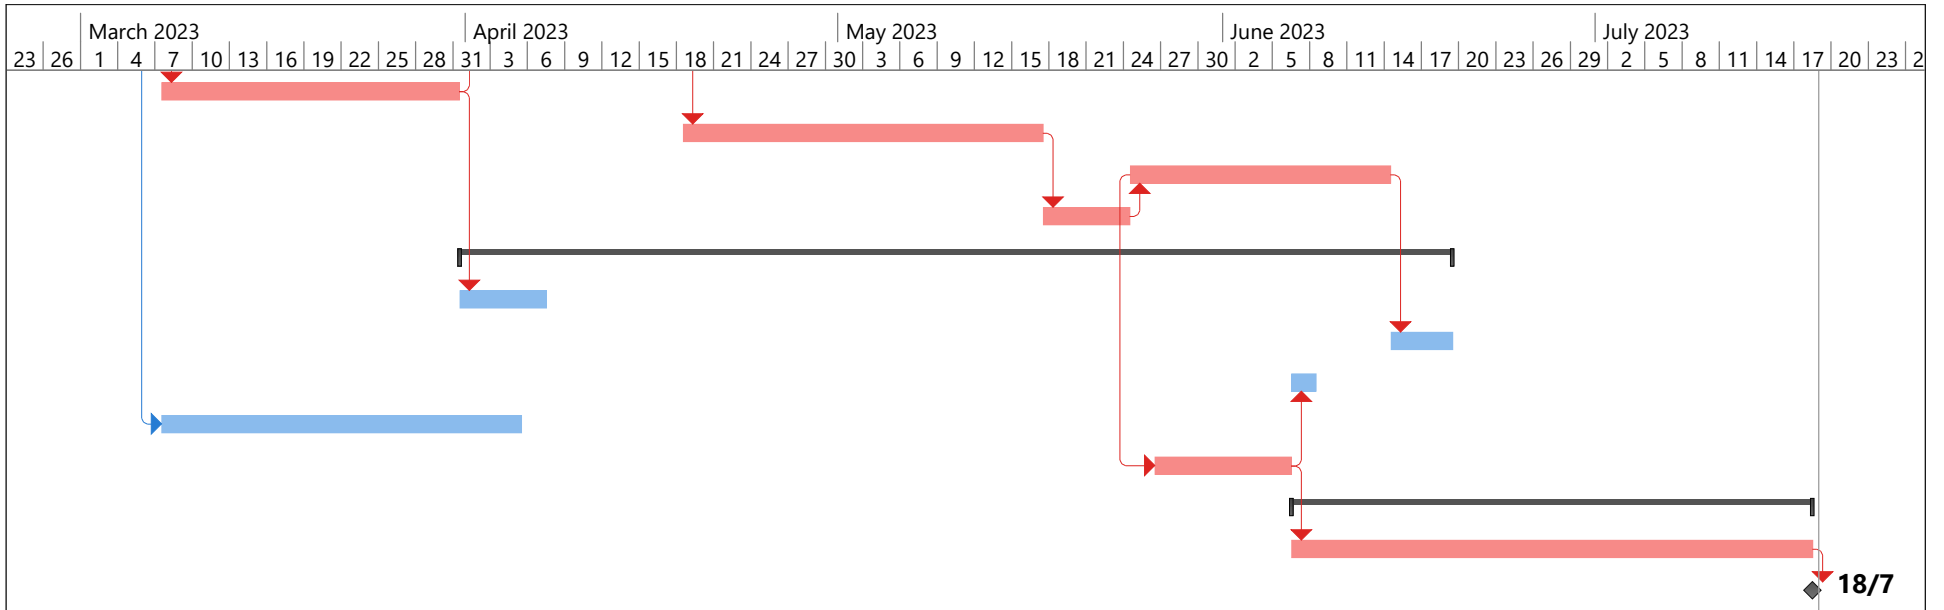 March 2023 April 2023 May 2023 June 2023 July 2023
23 26 1 4 7 10 13 16 19 22 25 28 31 3 6 9 12 15 18 21 24 27 30 3 6 9 12 15 18 21 24 27 30 2 5 8 11 14 17 20 23 26 29 2 5 8 11 14 17 20 23 2
18/7